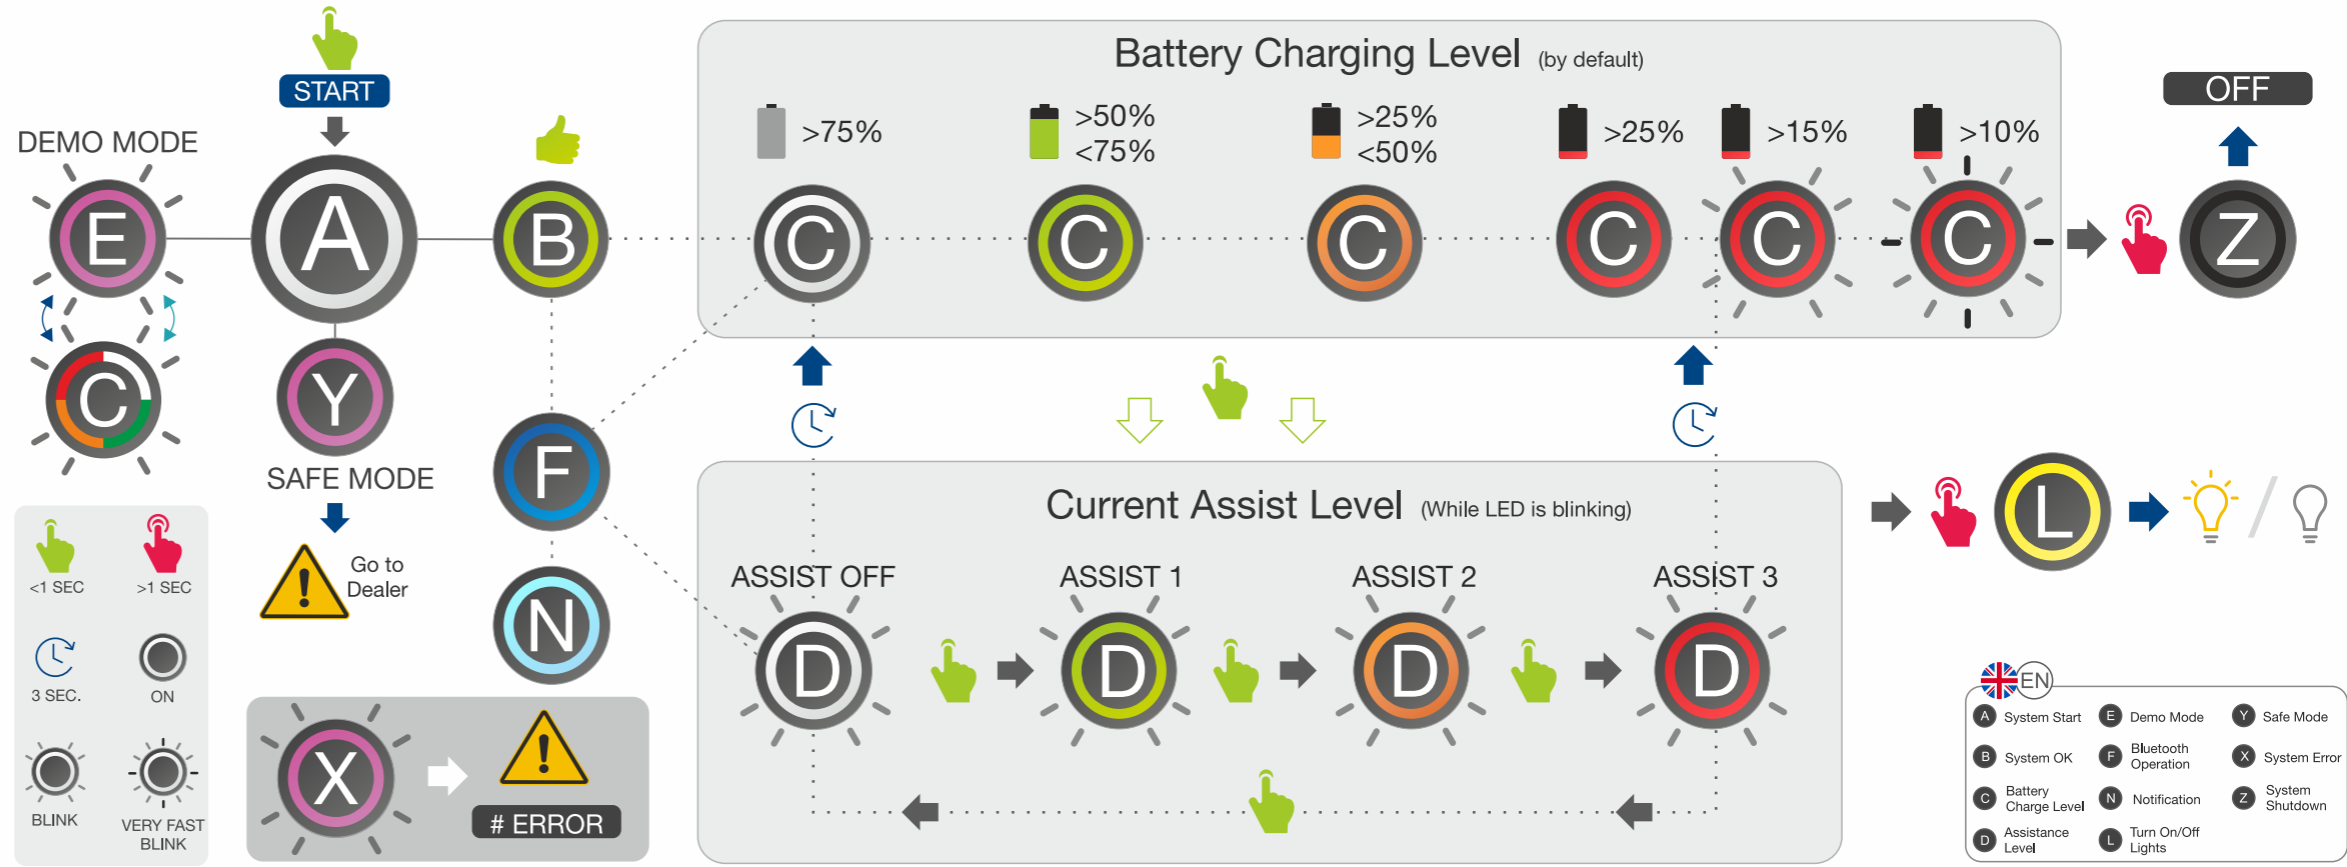 START
DEMO MODE
E
A
B
C
Y
SAFE MODE
Go to
Dealer
F
N
<1 SEC
>1 SEC
3 SEC.
ON
BLINK
VERY FAST
BLINK
X
# ERROR
Battery Charging Level (by default)
>75%
>50%
<75%
>25%
<50%
>25%
>15%
>10%
C
C
C
C
C
C
OFF
Z
Current Assist Level (While LED is blinking)
ASSIST OFF
ASSIST 1
ASSIST 2
ASSIST 3
D
D
D
D
L
EN
A System Start
B System OK
C Battery
Charge Level
D Assistance
Level
E Demo Mode
F Bluetooth
Operation
N Notification
L Turn On/Off
Lights
Y Safe Mode
X System Error
Z System
Shutdown